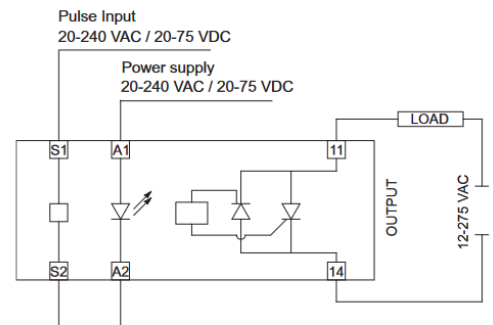 Pulse Input
20-240 VAC / 20-75 VDC
Power supply
20-240 VAC / 20-75 VDC
LOAD
S1
A1
11
OUTPUT
12-275 VAC
S2
A2
14